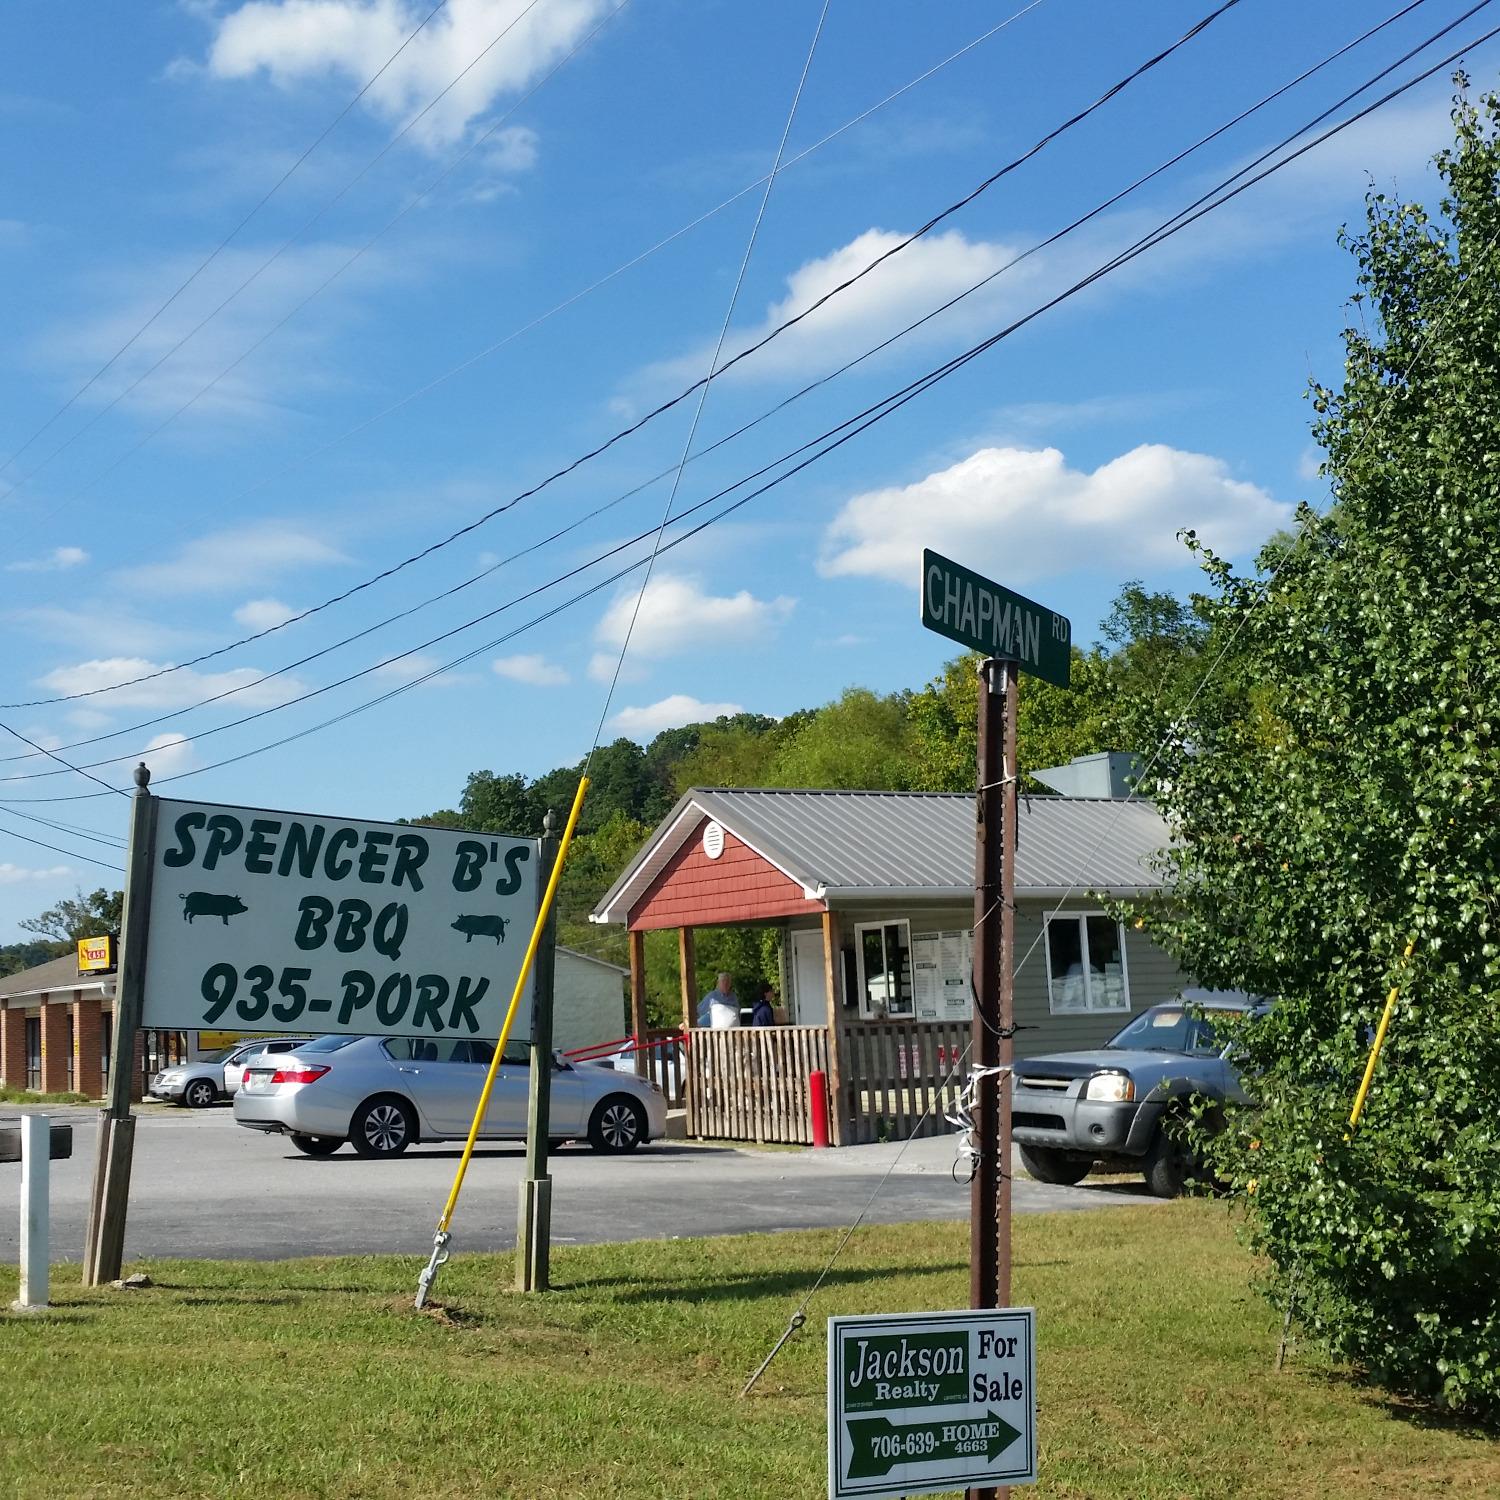 CHAPMAN RD
SPENCER B'S
BBQ
935-PORK
CASH
Jackson
Realty
For
Sale
706-639-HOME
4663